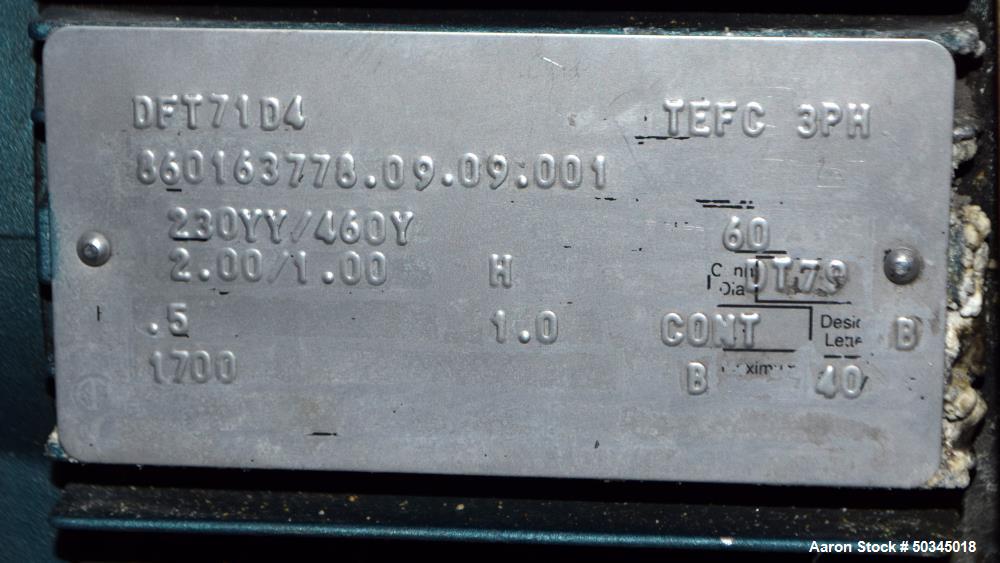 DFT71D4 TEFC 3PH
860163778.09.09.001
230YY/460Y 60
2.00/1.00 H DT79
.5 1.0 CONT B
1700 B 40
Aaron Stock # 50345018